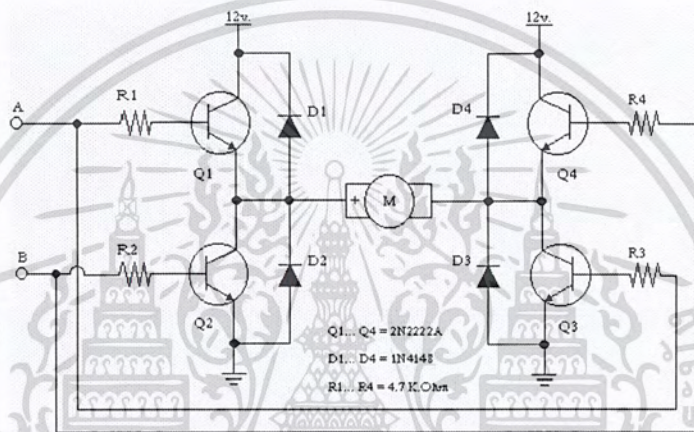 12v.
12v.
A
R1
D1
D4
R4
Q1
Q4
+
M
B
R2
D2
D3
R3
Q2
Q3
Q1... Q4 = 2N2222A
D1... D4 = 1N4148
R1... R4 = 4.7 K.Ohm